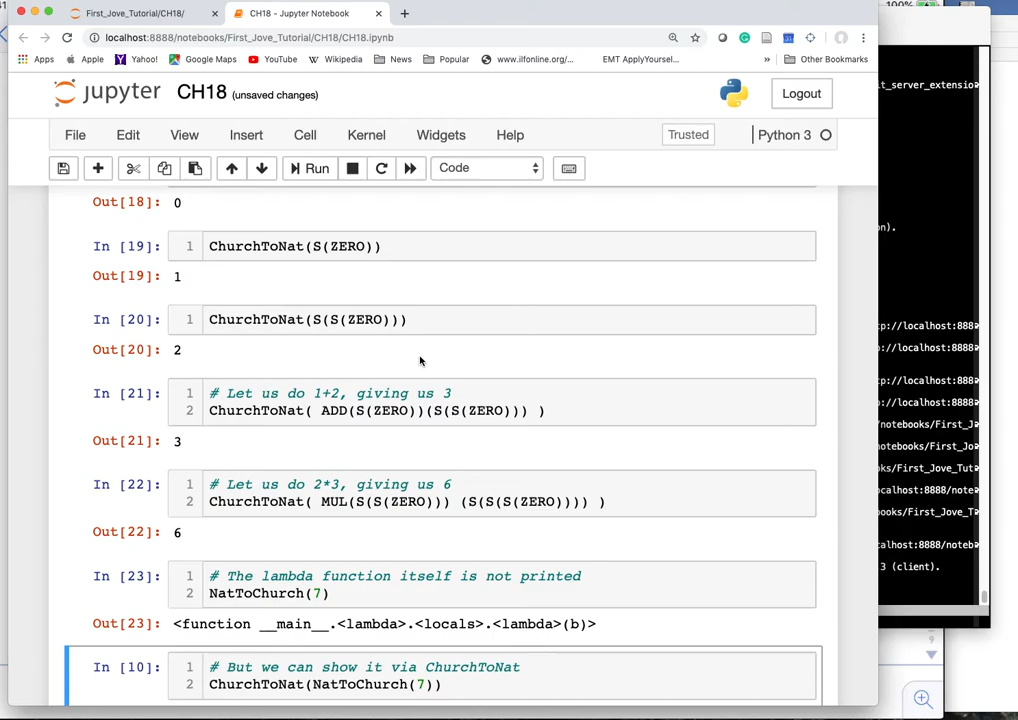 First_Jove_Tutorial/CH18/
CH18 - Jupyter Notebook
100%
localhost:8888/notebooks/First_Jove_Tutorial/CH18/CH18.ipynb
Apps Apple Yahoo! Google Maps YouTube Wikipedia News Popular www.ilfonline.org/... EMT ApplyYoursel... » Other Bookmarks
jupyter CH18 (unsaved changes) Logout
File Edit View Insert Cell Kernel Widgets Help Trusted Python 3
Run Code
Out[18]: 0
In [19]: 1 ChurchToNat(S(ZERO))
Out[19]: 1
In [20]: 1 ChurchToNat(S(S(ZERO)))
Out[20]: 2
In [21]: 1 # Let us do 1+2, giving us 3
2 ChurchToNat( ADD(S(ZERO))(S(S(ZERO))) )
Out[21]: 3
In [22]: 1 # Let us do 2*3, giving us 6
2 ChurchToNat( MUL(S(S(ZERO))) (S(S(S(ZERO)))) )
Out[22]: 6
In [23]: 1 # The lambda function itself is not printed
2 NatToChurch(7)
Out[23]: <function __main__.<lambda>.<locals>.<lambda>(b)>
In [10]: 1 # But we can show it via ChurchToNat
2 ChurchToNat(NatToChurch(7))
t_server_extensio
on).
tp://localhost:888
p://localhost:8888
tp://localhost:888
p://localhost:8888
/notebooks/First_J
otebooks/First_Jo
ks/First_Jove_Tut
ocalhost:8888/note
ooks/First_Jove_T
calhost:8888/noteb
3 (client).
9